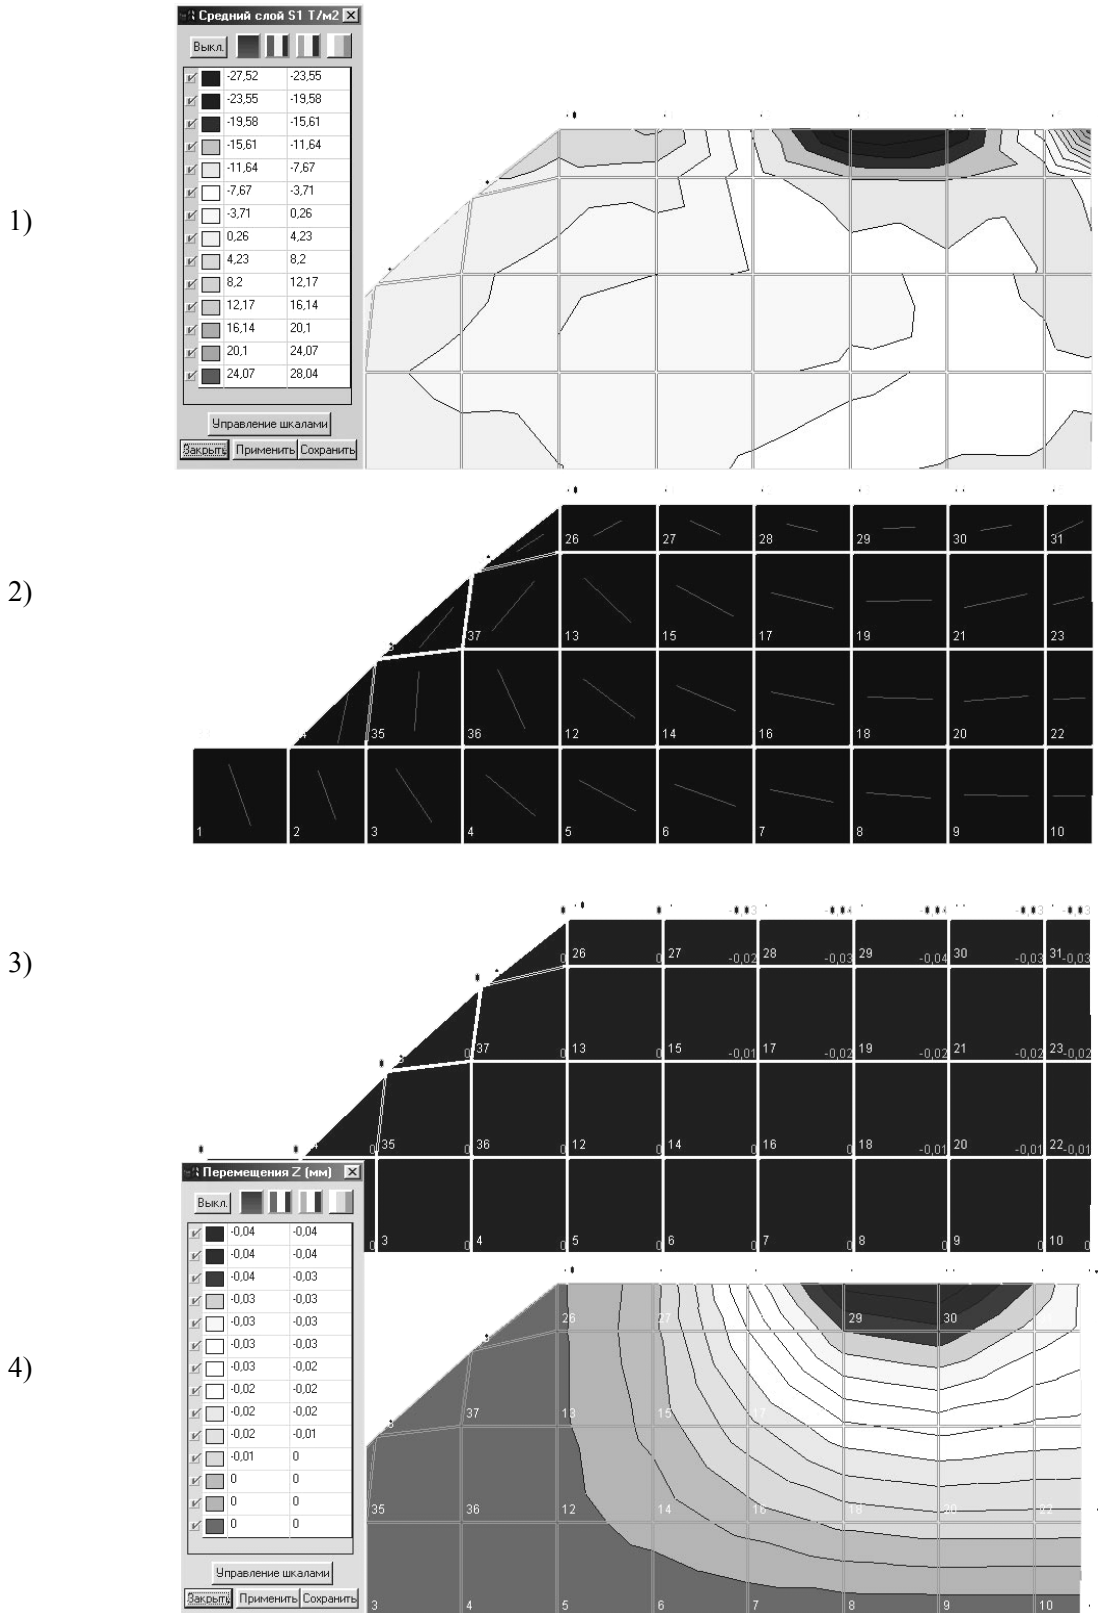 Средний слой S1 Т/м2
Выкл.
-27,52 -23,55
-23,55 -19,58
-19,58 -15,61
-15,61 -11,64
-11,64 -7,67
-7,67 -3,71
-3,71 0,26
0,26 4,23
4,23 8,2
8,2 12,17
12,17 16,14
16,14 20,1
20,1 24,07
24,07 28,04
Управление шкалами
Закрыть Применить Сохранить
1)
2)
26 27 28 29 30 31
37 13 15 17 19 21 23
35 36 12 14 16 18 20 22
1 2 3 4 5 6 7 8 9 10
3)
26 0 27 -0,02 28 -0,03 29 -0,04 30 -0,03 31 -0,03
0 37 0 13 0 15 -0,01 17 -0,02 19 -0,02 21 -0,02 23 -0,02
0 35 0 36 0 12 0 14 0 16 0 18 -0,01 20 -0,01 22 -0,01
0 3 0 4 0 5 0 6 0 7 0 8 0 9 0 10 0
Перемещения Z (мм)
Выкл.
-0,04 -0,04
-0,04 -0,04
-0,04 -0,03
-0,03 -0,03
-0,03 -0,03
-0,03 -0,03
-0,03 -0,02
-0,02 -0,02
-0,02 -0,02
-0,02 -0,01
-0,01 0
0 0
0 0
0 0
Управление шкалами
Закрыть Применить Сохранить
4)
26 27 29 30
37 13 15 17
35 36 12 14 16 18 20 22
3 4 5 6 7 8 9 10